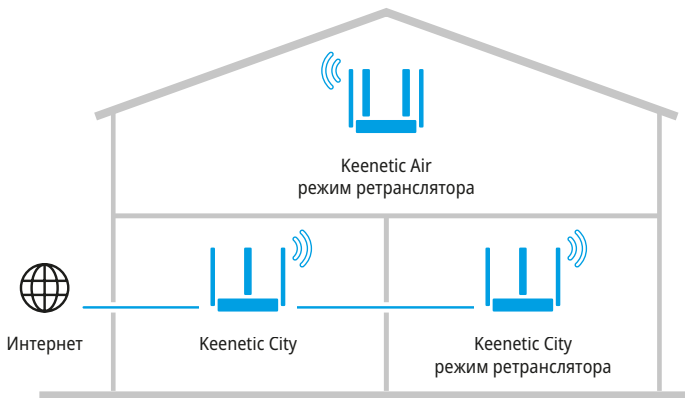 Keenetic Air
режим ретранслятора
Интернет
Keenetic City
Keenetic City
режим ретранслятора